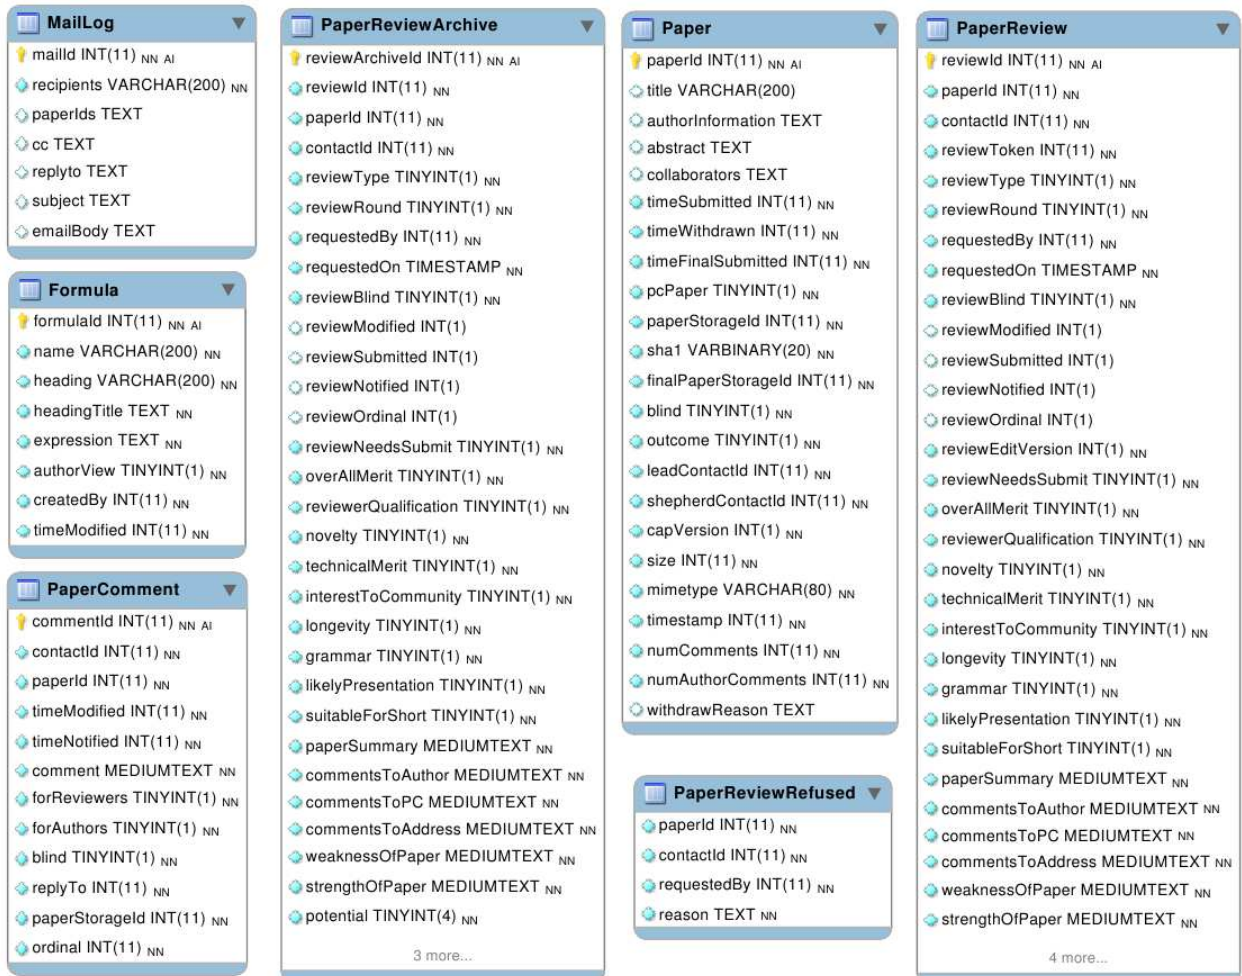 MailLog
mailId INT(11) NN AI
recipients VARCHAR(200) NN
paperIds TEXT
cc TEXT
replyto TEXT
subject TEXT
emailBody TEXT
Formula
formulaId INT(11) NN AI
name VARCHAR(200) NN
heading VARCHAR(200) NN
headingTitle TEXT NN
expression TEXT NN
authorView TINYINT(1) NN
createdBy INT(11) NN
timeModified INT(11) NN
PaperComment
commentId INT(11) NN AI
contactId INT(11) NN
paperId INT(11) NN
timeModified INT(11) NN
timeNotified INT(11) NN
comment MEDIUMTEXT NN
forReviewers TINYINT(1) NN
forAuthors TINYINT(1) NN
blind TINYINT(1) NN
replyTo INT(11) NN
paperStorageId INT(11) NN
ordinal INT(11) NN
PaperReviewArchive
reviewArchiveId INT(11) NN AI
reviewId INT(11) NN
paperId INT(11) NN
contactId INT(11) NN
reviewType TINYINT(1) NN
reviewRound TINYINT(1) NN
requestedBy INT(11) NN
requestedOn TIMESTAMP NN
reviewBlind TINYINT(1) NN
reviewModified INT(1)
reviewSubmitted INT(1)
reviewNotified INT(1)
reviewOrdinal INT(1)
reviewNeedsSubmit TINYINT(1) NN
overAllMerit TINYINT(1) NN
reviewerQualification TINYINT(1) NN
novelty TINYINT(1) NN
technicalMerit TINYINT(1) NN
interestToCommunity TINYINT(1) NN
longevity TINYINT(1) NN
grammar TINYINT(1) NN
likelyPresentation TINYINT(1) NN
suitableForShort TINYINT(1) NN
paperSummary MEDIUMTEXT NN
commentsToAuthor MEDIUMTEXT NN
commentsToPC MEDIUMTEXT NN
commentsToAddress MEDIUMTEXT NN
weaknessOfPaper MEDIUMTEXT NN
strengthOfPaper MEDIUMTEXT NN
potential TINYINT(4) NN
3 more...
Paper
paperId INT(11) NN AI
title VARCHAR(200)
authorInformation TEXT
abstract TEXT
collaborators TEXT
timeSubmitted INT(11) NN
timeWithdrawn INT(11) NN
timeFinalSubmitted INT(11) NN
pcPaper TINYINT(1) NN
paperStorageId INT(11) NN
sha1 VARBINARY(20) NN
finalPaperStorageId INT(11) NN
blind TINYINT(1) NN
outcome TINYINT(1) NN
leadContactId INT(11) NN
shepherdContactId INT(11) NN
capVersion INT(1) NN
size INT(11) NN
mimetype VARCHAR(80) NN
timestamp INT(11) NN
numComments INT(11) NN
numAuthorComments INT(11) NN
withdrawReason TEXT
PaperReviewRefused
paperId INT(11) NN
contactId INT(11) NN
requestedBy INT(11) NN
reason TEXT NN
PaperReview
reviewId INT(11) NN AI
paperId INT(11) NN
contactId INT(11) NN
reviewToken INT(11) NN
reviewType TINYINT(1) NN
reviewRound TINYINT(1) NN
requestedBy INT(11) NN
requestedOn TIMESTAMP NN
reviewBlind TINYINT(1) NN
reviewModified INT(1)
reviewSubmitted INT(1)
reviewNotified INT(1)
reviewOrdinal INT(1)
reviewEditVersion INT(1) NN
reviewNeedsSubmit TINYINT(1) NN
overAllMerit TINYINT(1) NN
reviewerQualification TINYINT(1) NN
novelty TINYINT(1) NN
technicalMerit TINYINT(1) NN
interestToCommunity TINYINT(1) NN
longevity TINYINT(1) NN
grammar TINYINT(1) NN
likelyPresentation TINYINT(1) NN
suitableForShort TINYINT(1) NN
paperSummary MEDIUMTEXT NN
commentsToAuthor MEDIUMTEXT NN
commentsToPC MEDIUMTEXT NN
commentsToAddress MEDIUMTEXT NN
weaknessOfPaper MEDIUMTEXT NN
strengthOfPaper MEDIUMTEXT NN
4 more...